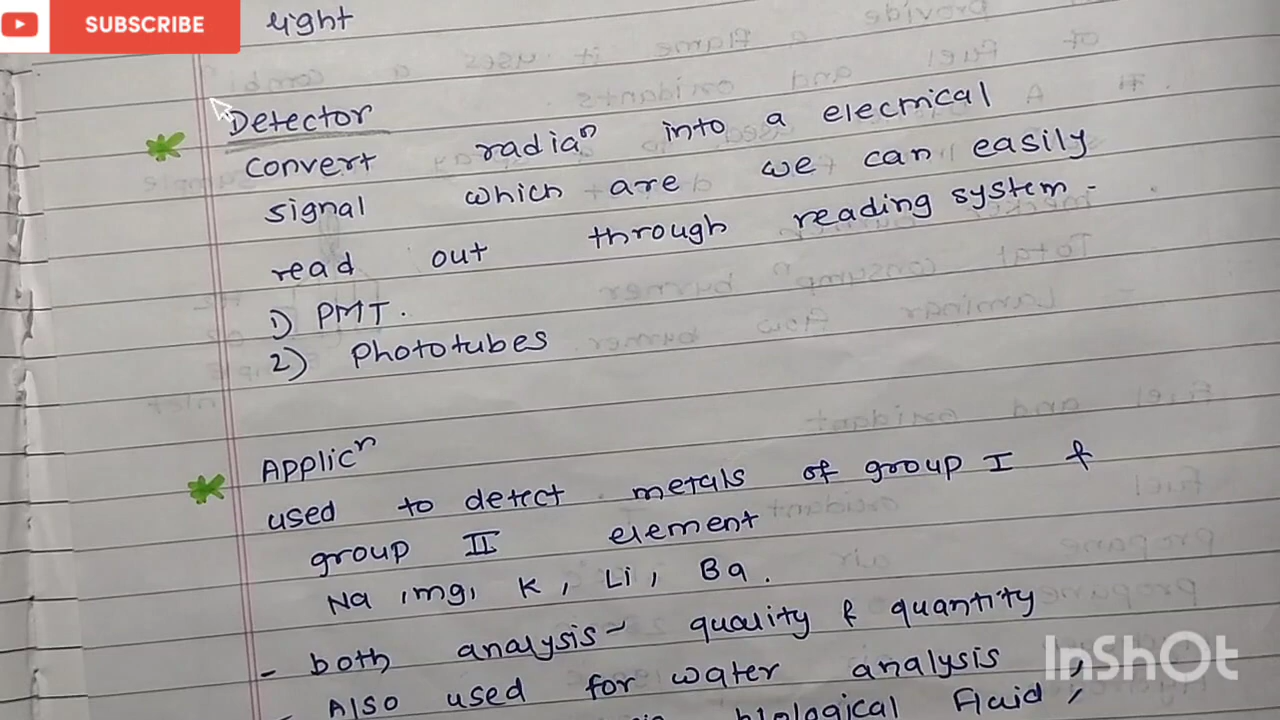 SUBSCRIBE
light
Detector
convert radiaⁿ into a electrical
signal which are we can easily
read out through reading system -
1) PMT.
2) Phototubes
Applicⁿ
used to detect metals of group I &
group II element
Na, mg, K, Li, Ba.
- both analysis - quality & quantity
- Also used for water analysis,
biological Fluid,
InShOt